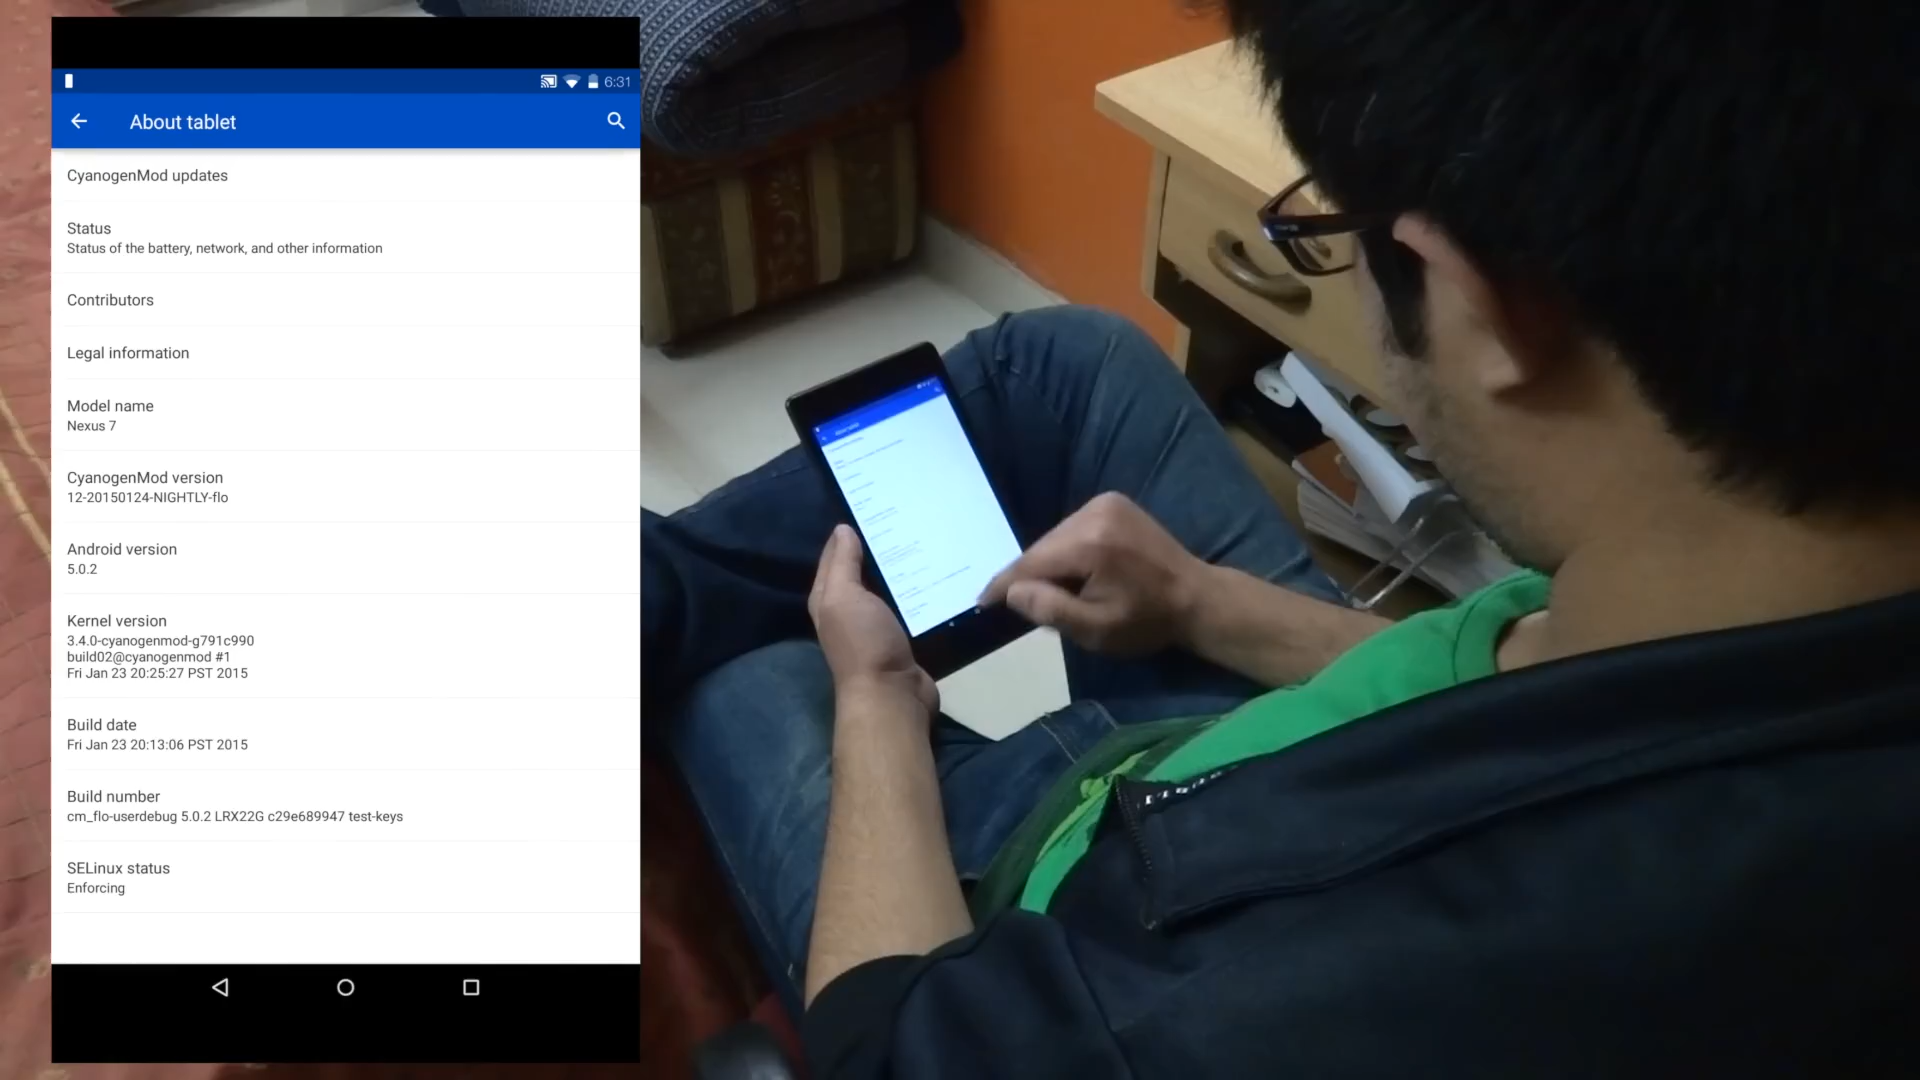 6:31
About tablet
CyanogenMod updates
Status
Status of the battery, network, and other information
Contributors
Legal information
Model name
Nexus 7
CyanogenMod version
12-20150124-NIGHTLY-flo
Android version
5.0.2
Kernel version
3.4.0-cyanogenmod-g791c990
build02@cyanogenmod #1
Fri Jan 23 20:25:27 PST 2015
Build date
Fri Jan 23 20:13:06 PST 2015
Build number
cm_flo-userdebug 5.0.2 LRX22G c29e689947 test-keys
SELinux status
Enforcing
About tablet